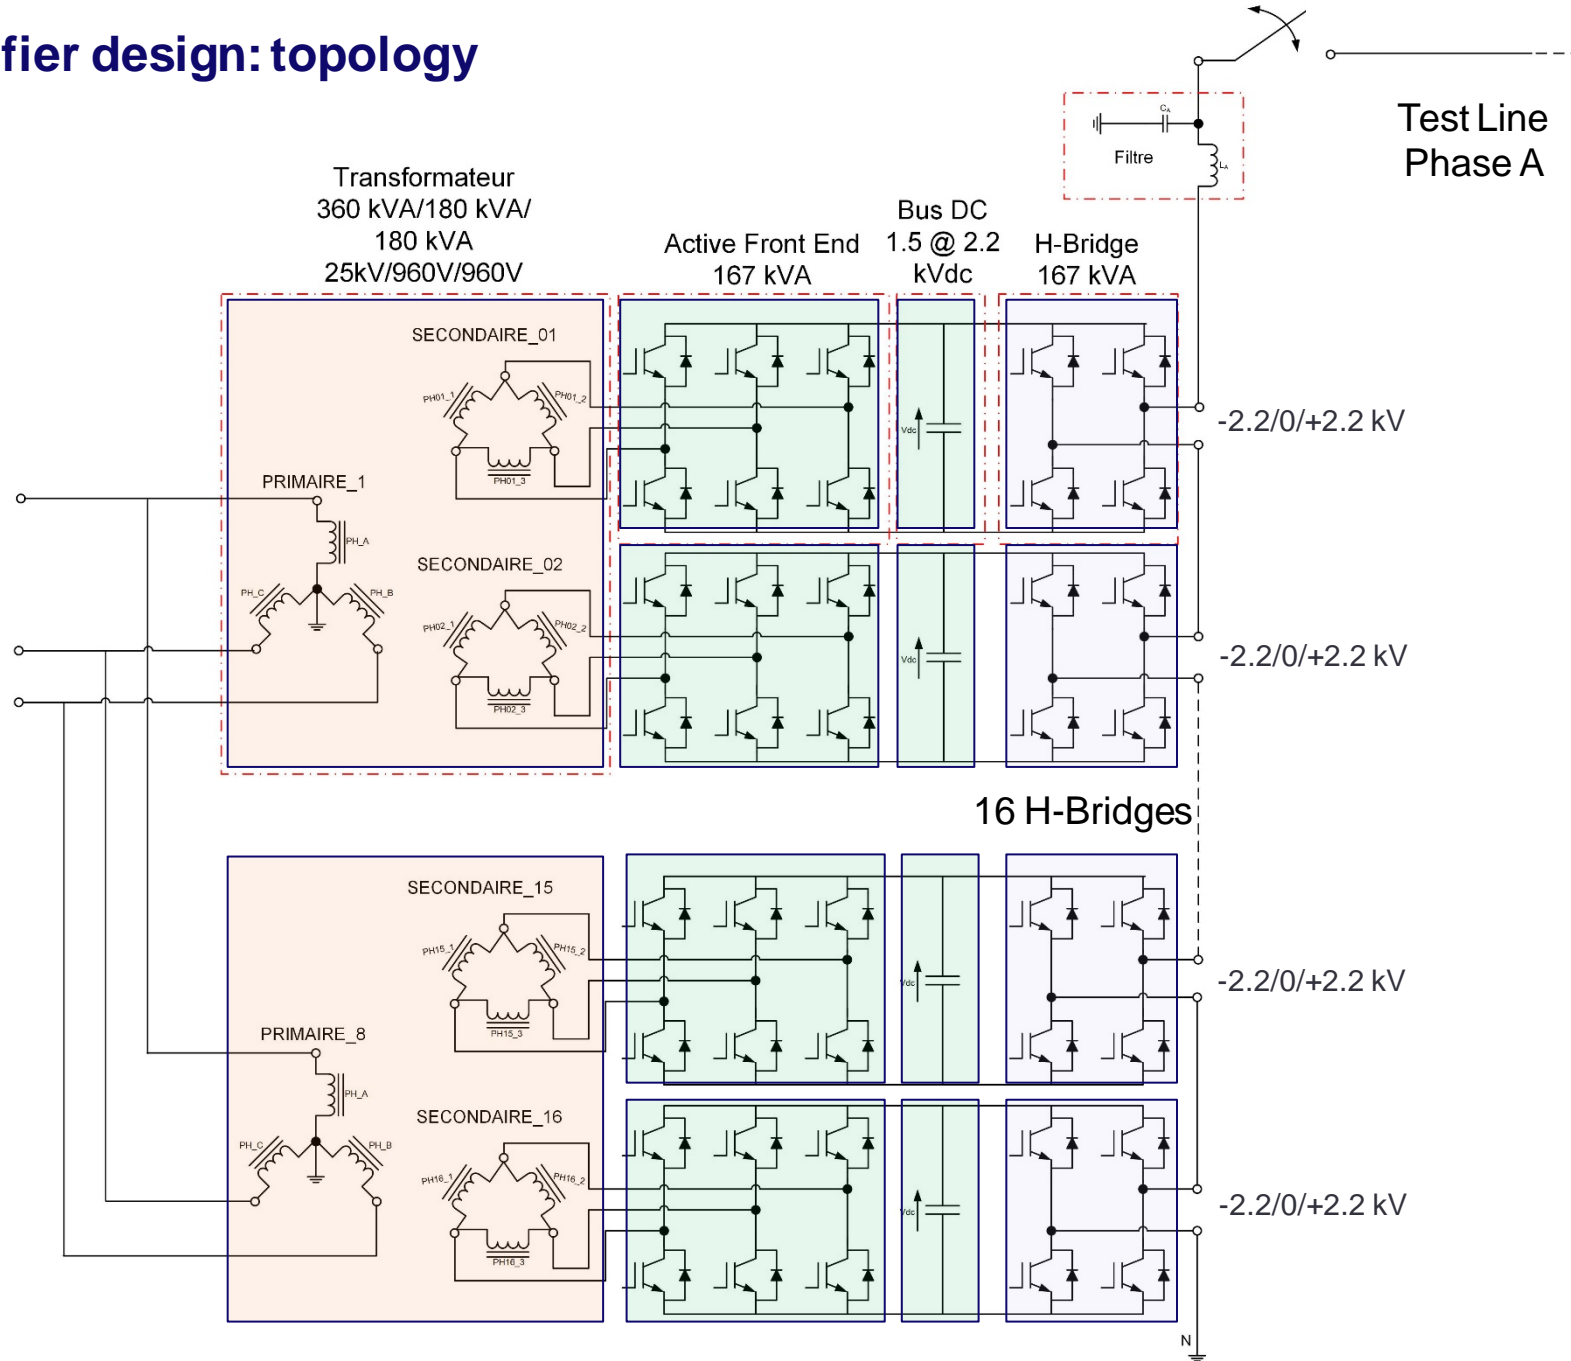 fier design: topology
Test Line
Phase A
CA
Filtre
LA
Transformateur
360 kVA/180 kVA/
180 kVA
25kV/960V/960V
Active Front End
167 kVA
Bus DC
1.5 @ 2.2
kVdc
H-Bridge
167 kVA
SECONDAIRE_01
PH01_1
PH01_2
PH01_3
Vdc
-2.2/0/+2.2 kV
PRIMAIRE_1
PH_A
PH_C
PH_B
SECONDAIRE_02
PH02_1
PH02_2
PH02_3
Vdc
-2.2/0/+2.2 kV
16 H-Bridges
SECONDAIRE_15
PH15_1
PH15_2
PH15_3
Vdc
-2.2/0/+2.2 kV
PRIMAIRE_8
PH_A
PH_C
PH_B
SECONDAIRE_16
PH16_1
PH16_2
PH16_3
Vdc
-2.2/0/+2.2 kV
N